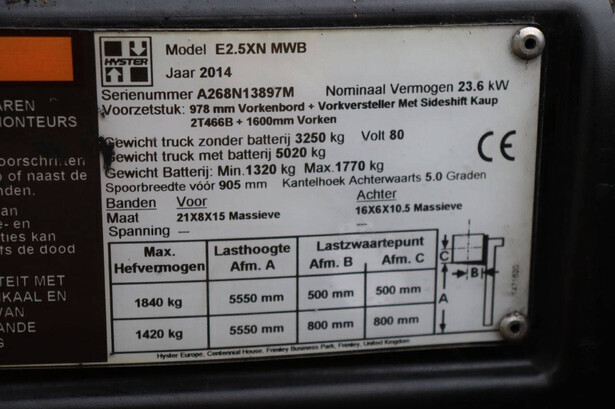 HYSTER
Model E2.5XN MWB
Jaar 2014
Serienummer A268N13897M Nominaal Vermogen 23.6 kW
Voorzetstuk: 978 mm Vorkenbord + Vorkversteller Met Sideshift Kaup
2T466B + 1600mm Vorken
Gewicht truck zonder batterij 3250 kg Volt 80
Gewicht truck met batterij 5020 kg
Gewicht Batterij: Min.1320 kg Max.1770 kg
Spoorbreedte vóór 905 mm Kantelhoek Achterwaarts 5.0 Graden
CE
Banden Voor Achter
Maat 21X8X15 Massieve 16X6X10.5 Massieve
Spanning --
Max. Hefvermogen Lasthoogte Afm. A Lastzwaartepunt Afm. B Afm. C
1840 kg 5550 mm 500 mm 500 mm
1420 kg 5550 mm 800 mm 800 mm
C B A
Hyster Europe, Centennial House, Frimley Business Park, Frimley, United Kingdom
AREN
MONTEURS
voorschriften
p of naast de
nden.
an
e- en
ties kan
fs de dood
TEIT MET
KAAL EN
VAN
ANDE
RS